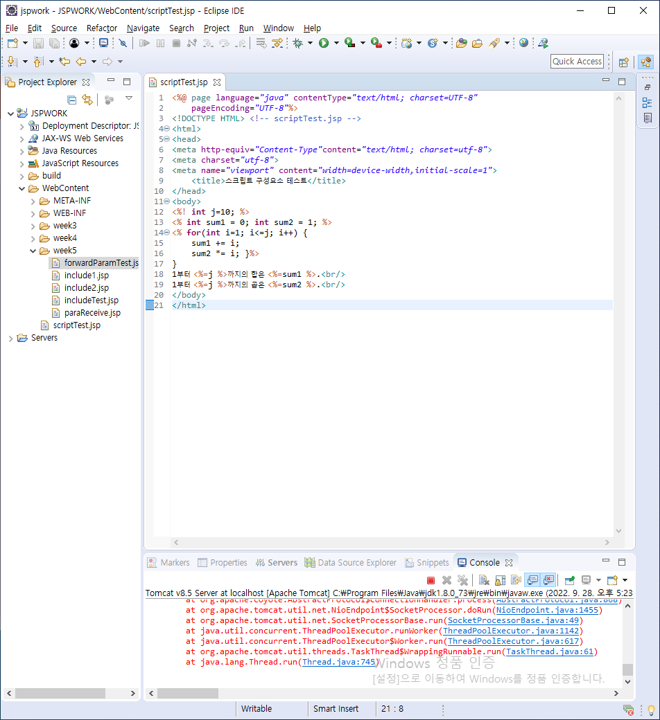 jspwork - JSPWORK/WebContent/scriptTest.jsp - Eclipse IDE
File Edit Source Refactor Navigate Search Project Run Window Help
Quick Access
Project Explorer
JSPWORK
Deployment Descriptor: JS
JAX-WS Web Services
Java Resources
JavaScript Resources
build
WebContent
META-INF
WEB-INF
week3
week4
week5
forwardParamTest.js
include1.jsp
include2.jsp
includeTest.jsp
paraReceive.jsp
scriptTest.jsp
Servers
scriptTest.jsp
1 <%@ page language="java" contentType="text/html; charset=UTF-8"
2 pageEncoding="UTF-8"%>
3 <!DOCTYPE HTML> <!-- scriptTest.jsp -->
4 <html>
5 <head>
6 <meta http-equiv="Content-Type"content="text/html; charset=utf-8">
7 <meta charset="utf-8">
8 <meta name="viewport" content="width=device-width,initial-scale=1">
9 <title>스크립트 구성요소 테스트</title>
10 </head>
11 <body>
12 <%! int j=10; %>
13 <% int sum1 = 0; int sum2 = 1; %>
14 <% for(int i=1; i<=j; i++) {
15 sum1 += i;
16 sum2 *= i; }%>
17 }
18 1부터 <%=j %>까지의 합은 <%=sum1 %>.<br/>
19 1부터 <%=j %>까지의 곱은 <%=sum2 %>.<br/>
20 </body>
21 </html>
Markers Properties Servers Data Source Explorer Snippets Console
Tomcat v8.5 Server at localhost [Apache Tomcat] C:₩Program Files₩Java₩jdk1.8.0_73₩jre₩bin₩javaw.exe (2022. 9. 28. 오후 5:23
at org.apache.coyote.AbstractProtocol$ConnectionHandler.process(AbstractProtocol.java:868)
at org.apache.tomcat.util.net.NioEndpoint$SocketProcessor.doRun(NioEndpoint.java:1455)
at org.apache.tomcat.util.net.SocketProcessorBase.run(SocketProcessorBase.java:49)
at java.util.concurrent.ThreadPoolExecutor.runWorker(ThreadPoolExecutor.java:1142)
at java.util.concurrent.ThreadPoolExecutor$Worker.run(ThreadPoolExecutor.java:617)
at org.apache.tomcat.util.threads.TaskThread$WrappingRunnable.run(TaskThread.java:61)
at java.lang.Thread.run(Thread.java:745)
Windows 정품 인증
[설정]으로 이동하여 Windows를 정품 인증합니다.
Writable Smart Insert 21 : 8